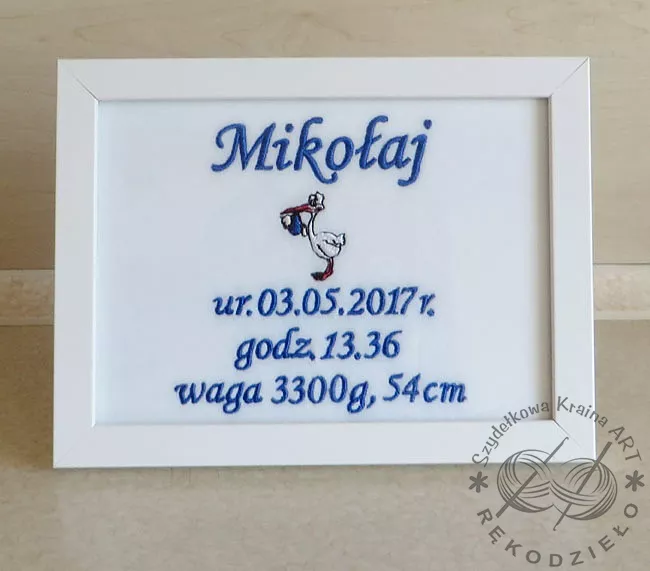 Mikołaj
ur. 03.05.2017 r.
godz. 13.36
waga 3300g, 54cm
Szydełkowa Kraina ART
* RĘKODZIEŁO *